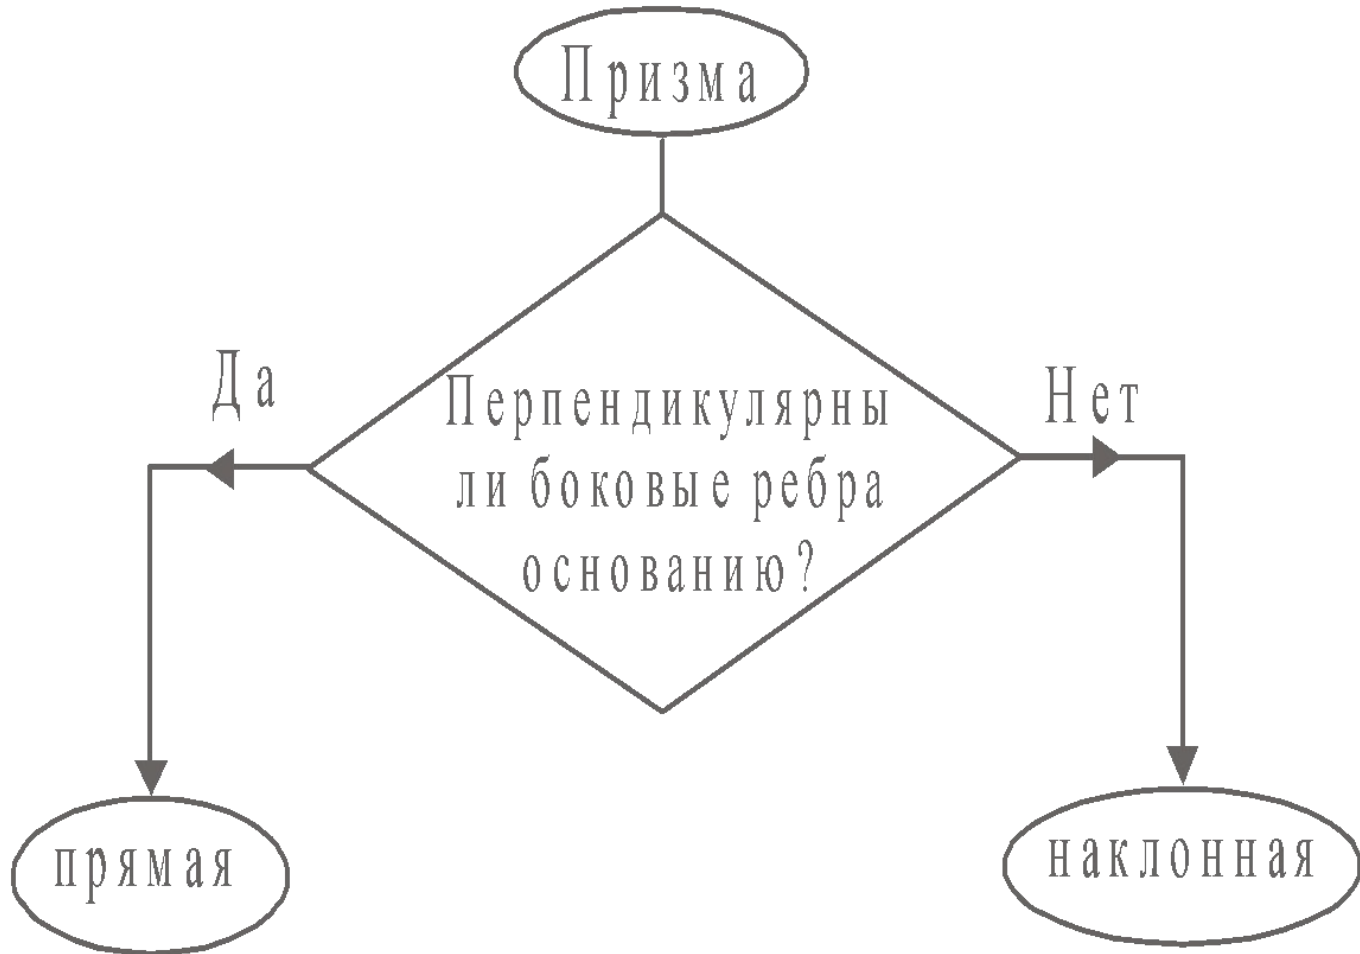 Призма
Да
Нет
Перпендикулярны
ли боковые ребра
основанию?
прямая
наклонная